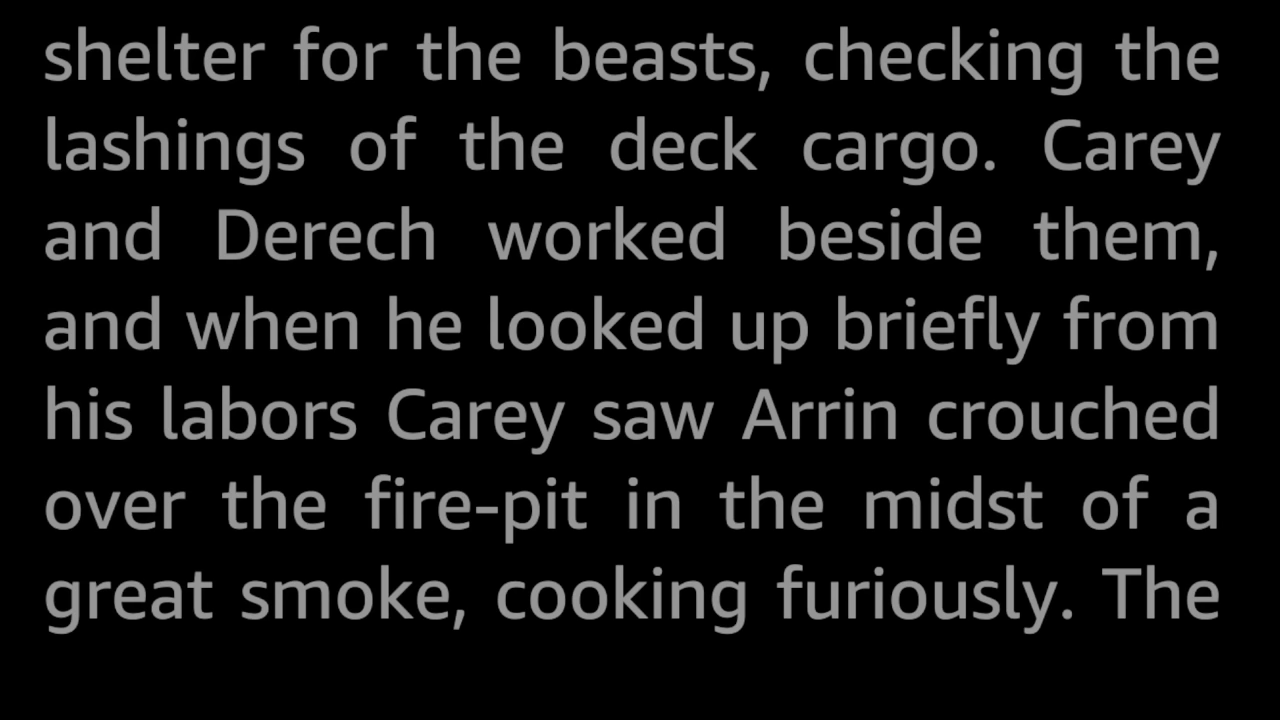 shelter for the beasts, checking the
lashings of the deck cargo. Carey
and Derech worked beside them,
and when he looked up briefly from
his labors Carey saw Arrin crouched
over the fire-pit in the midst of a
great smoke, cooking furiously. The